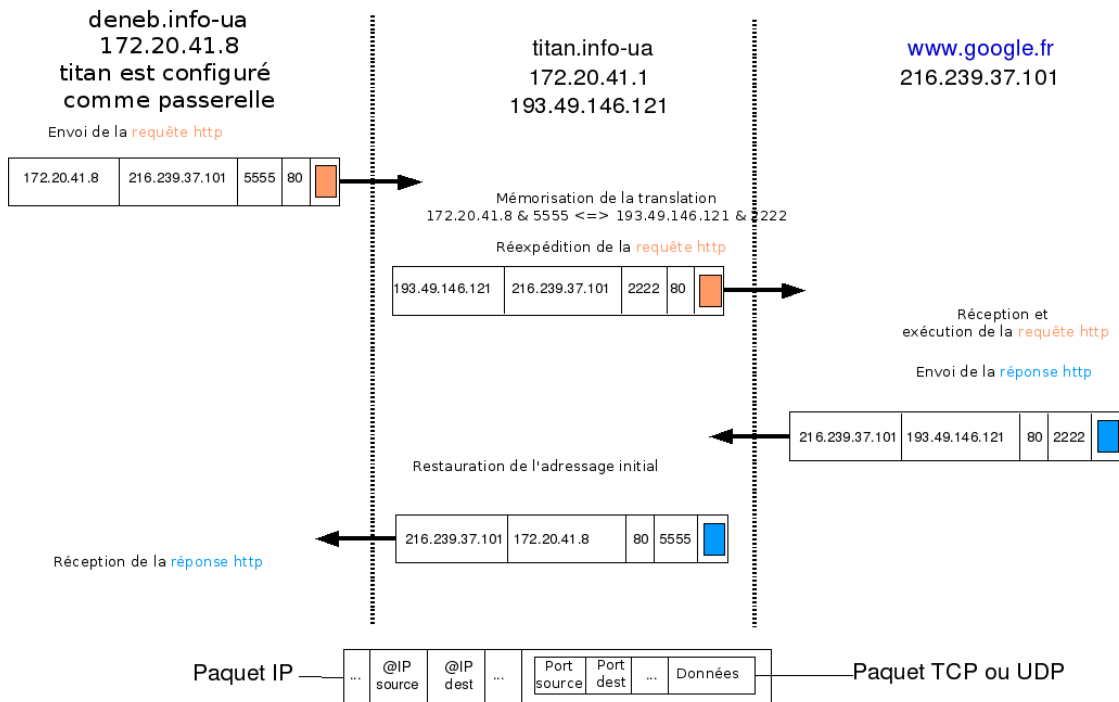 deneb.info-ua
172.20.41.8
titan est configuré
comme passerelle
titan.info-ua
172.20.41.1
193.49.146.121
www.google.fr
216.239.37.101
Envoi de la requête http
172.20.41.8 216.239.37.101 5555 80
Mémorisation de la translation
172.20.41.8 & 5555 <=> 193.49.146.121 & 2222
Réexpédition de la requête http
193.49.146.121 216.239.37.101 2222 80
Réception et
exécution de la requête http
Envoi de la réponse http
216.239.37.101 193.49.146.121 80 2222
Restauration de l'adressage initial
216.239.37.101 172.20.41.8 80 5555
Réception de la réponse http
Paquet IP
... @IP source @IP dest ... Port source Port dest ... Données
Paquet TCP ou UDP